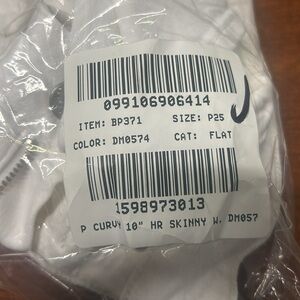 099106906414
ITEM: BP371 SIZE: P25
COLOR: DM0574 CAT: FLAT
1598973013
P CURVY 10" HR SKINNY W. DM057